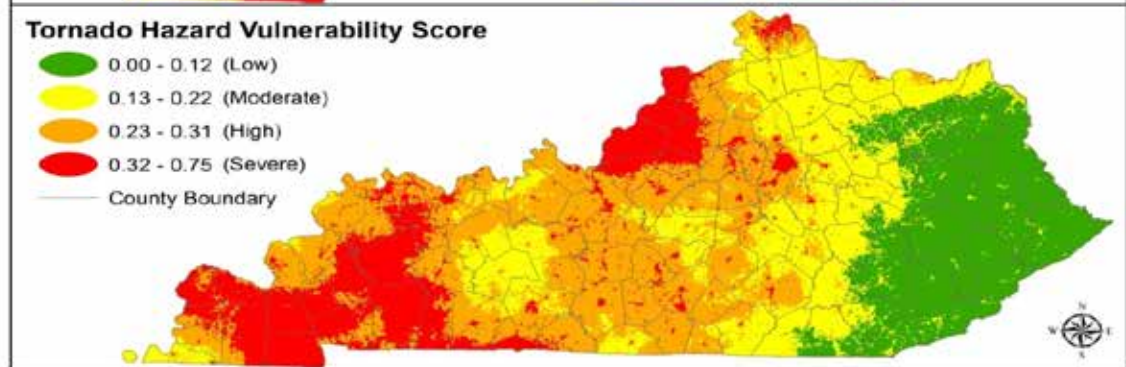 Tornado Hazard Vulnerability Score
0.00 - 0.12 (Low)
0.13 - 0.22 (Moderate)
0.23 - 0.31 (High)
0.32 - 0.75 (Severe)
County Boundary
N
W E
S